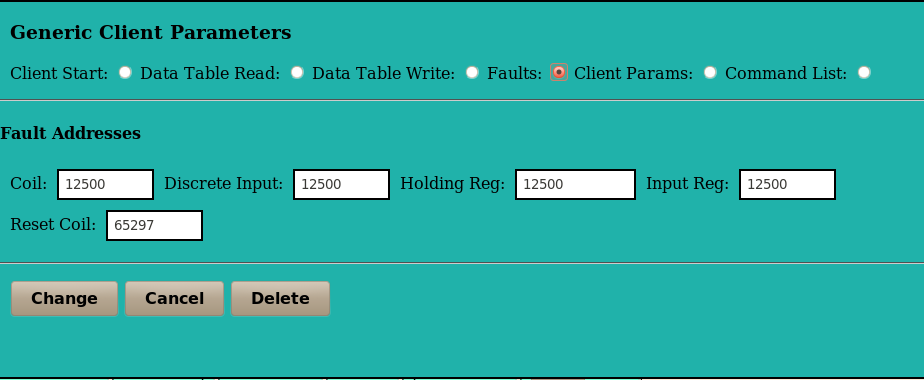 Generic Client Parameters
Client Start: Data Table Read: Data Table Write: Faults: Client Params: Command List:
Fault Addresses
Coil: 12500 Discrete Input: 12500 Holding Reg: 12500 Input Reg: 12500
Reset Coil: 65297
Change Cancel Delete